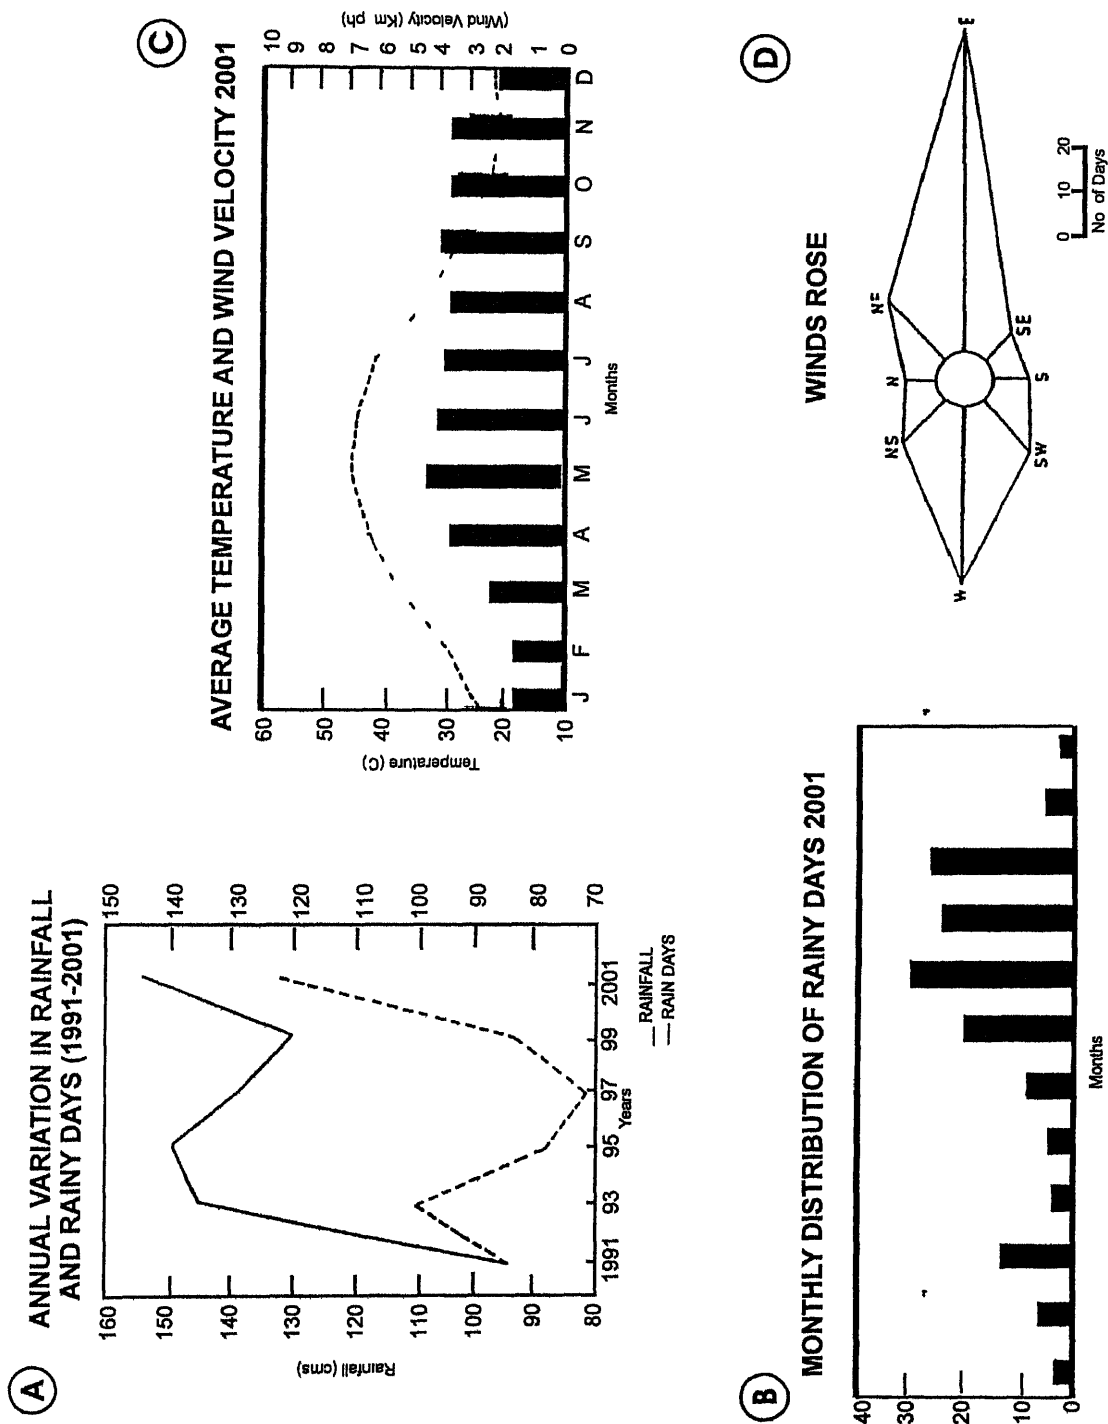 A
ANNUAL VARIATION IN RAINFALL
AND RAINY DAYS (1991-2001)
160
150
140
130
120
110
100
90
80
Rainfall (cms)
150
140
130
120
110
100
90
80
70
1991 93 95 97 99 2001
Years
RAINFALL
RAIN DAYS
C
AVERAGE TEMPERATURE AND WIND VELOCITY 2001
60
50
40
30
20
10
Temperature (C)
10
9
8
7
6
5
4
3
2
1
0
(Wind Velocity (Km ph)
J F M A M J J A S O N D
Months
B
MONTHLY DISTRIBUTION OF RAINY DAYS 2001
40
30
20
10
0
Months
D
WINDS ROSE
NS N NE
W E
SW S SE
0 10 20
No of Days